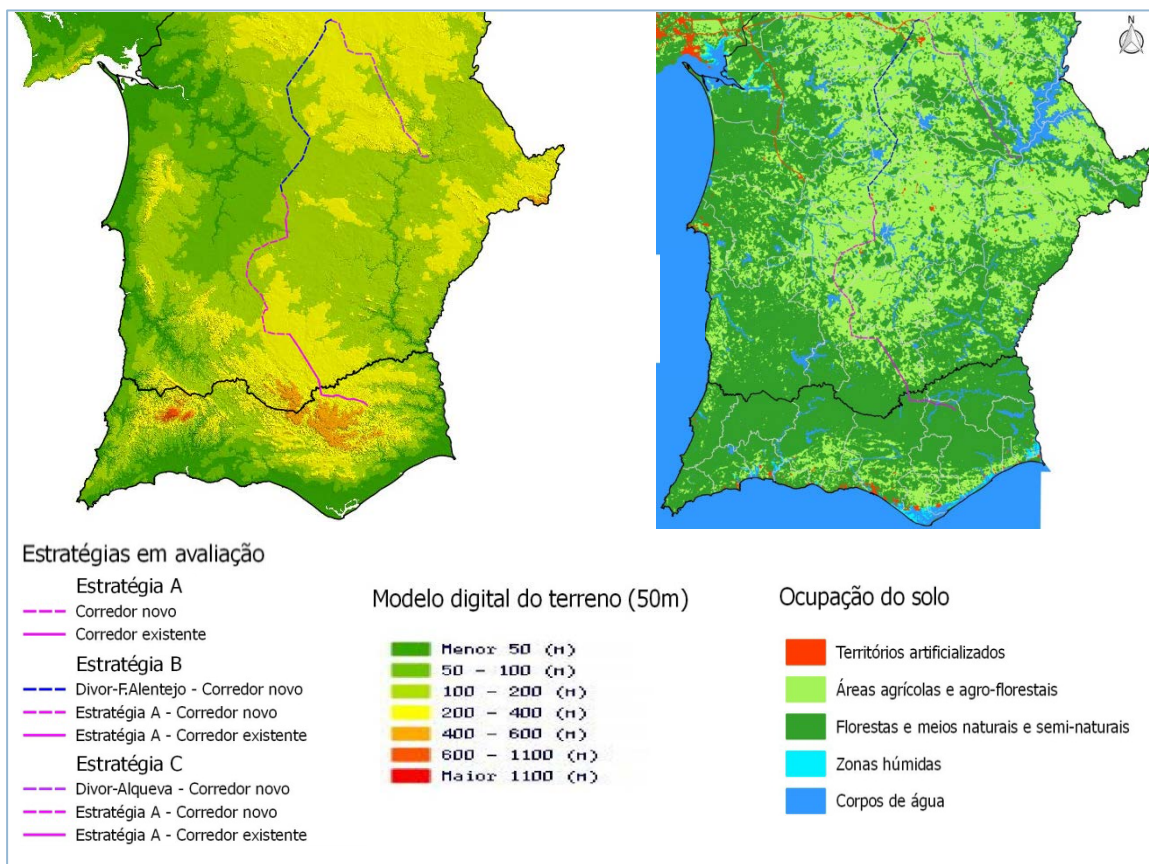 N
Estratégias em avaliação
Estratégia A
Corredor novo
Corredor existente
Estratégia B
Divor-F.Alentejo - Corredor novo
Estratégia A - Corredor novo
Estratégia A - Corredor existente
Estratégia C
Divor-Alqueva - Corredor novo
Estratégia A - Corredor novo
Estratégia A - Corredor existente
Modelo digital do terreno (50m)
Menor 50 (m)
50 - 100 (m)
100 - 200 (m)
200 - 400 (m)
400 - 600 (m)
600 - 1100 (m)
Maior 1100 (m)
Ocupação do solo
Territórios artificializados
Áreas agrícolas e agro-florestais
Florestas e meios naturais e semi-naturais
Zonas húmidas
Corpos de água